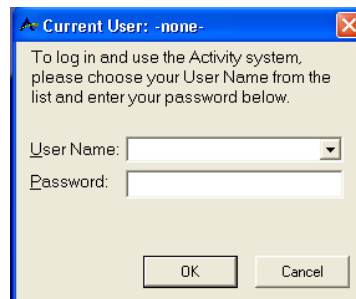 Current User: -none-
To log in and use the Activity system,
please choose your User Name from the
list and enter your password below.
User Name:
Password:
OK Cancel